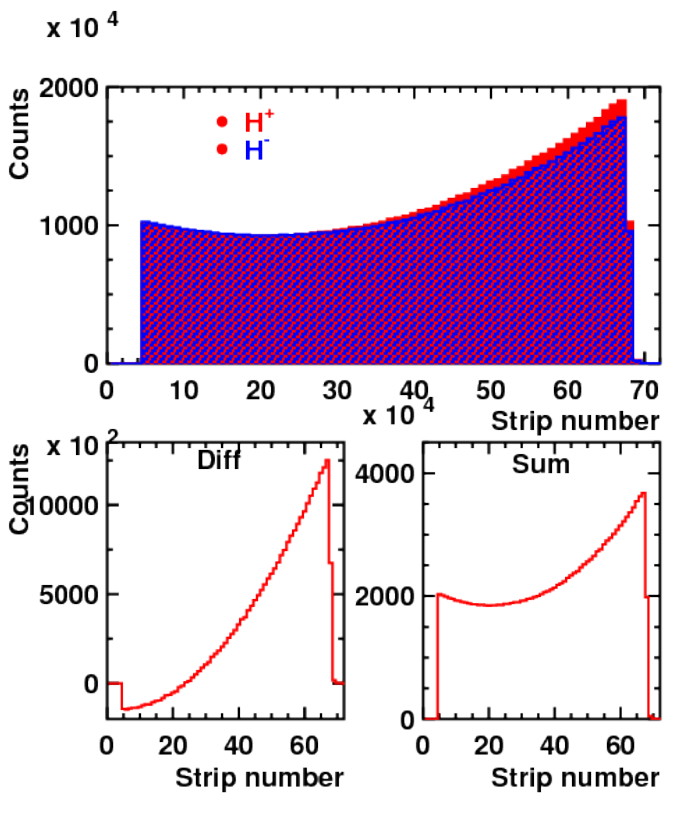 x 10 4
Counts
2000
1000
0
H+
H-
0 10 20 30 40 50 60 70
Strip number
x 10 2
Counts
10000
5000
0
Diff
0 20 40 60
Strip number
x 10 4
4000
2000
0
Sum
0 20 40 60
Strip number